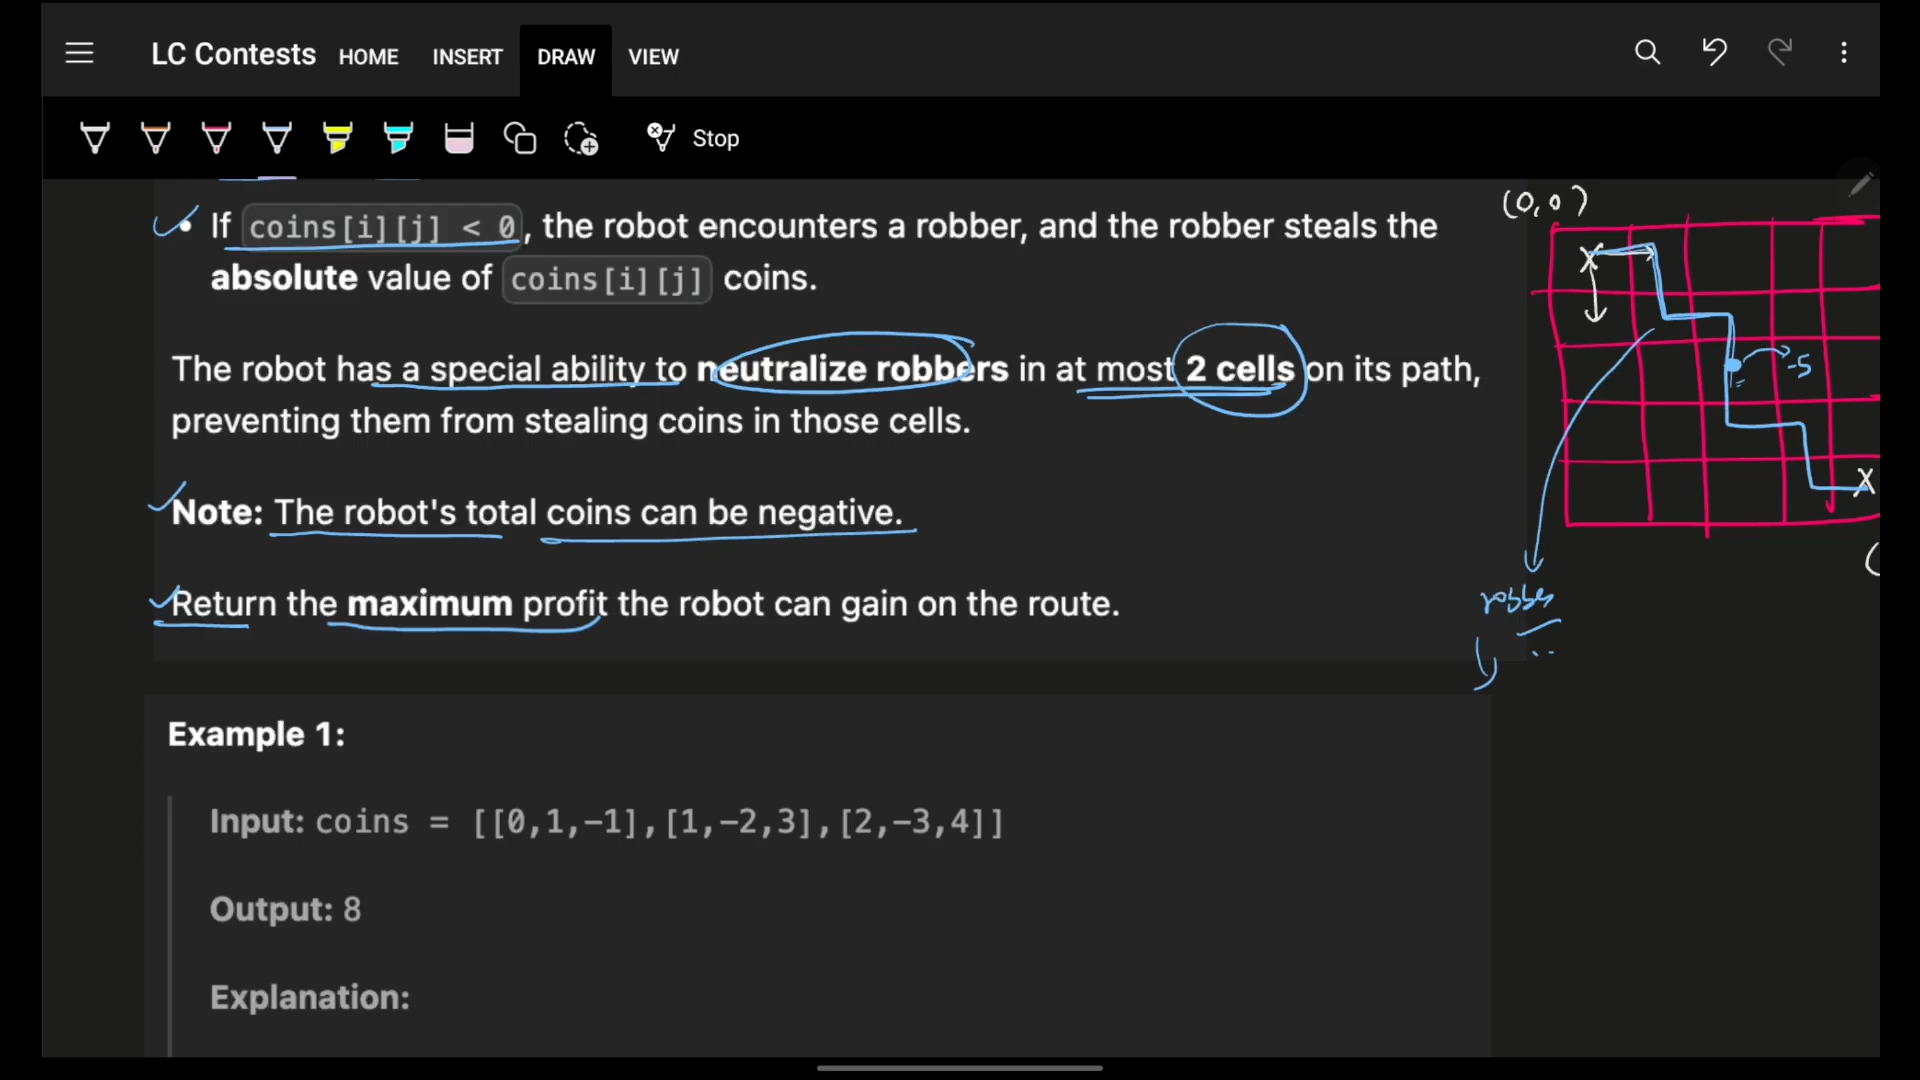 LC Contests HOME INSERT DRAW VIEW
Stop
(0,0)
If coins[i][j] < 0, the robot encounters a robber, and the robber steals the
absolute value of coins[i][j] coins.
X
The robot has a special ability to neutralize robbers in at most 2 cells on its path,
-5
preventing them from stealing coins in those cells.
X
Note: The robot's total coins can be negative.
(
robber
Return the maximum profit the robot can gain on the route.
Example 1:
Input: coins = [[0,1,−1],[1,−2,3],[2,−3,4]]
Output: 8
Explanation: